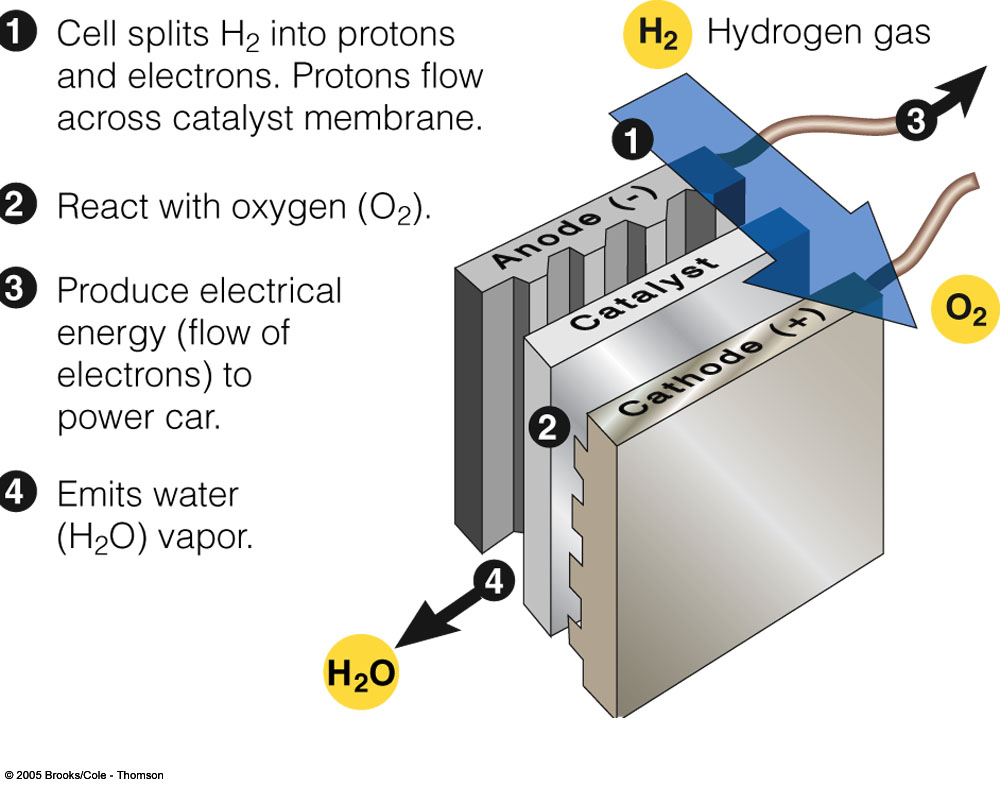 1 Cell splits H₂ into protons
and electrons. Protons flow
across catalyst membrane.
2 React with oxygen (O₂).
3 Produce electrical
energy (flow of
electrons) to
power car.
4 Emits water
(H₂O) vapor.
H₂ Hydrogen gas
1
3
Anode (-)
Catalyst
Cathode (+)
O₂
2
4
H₂O
© 2005 Brooks/Cole - Thomson